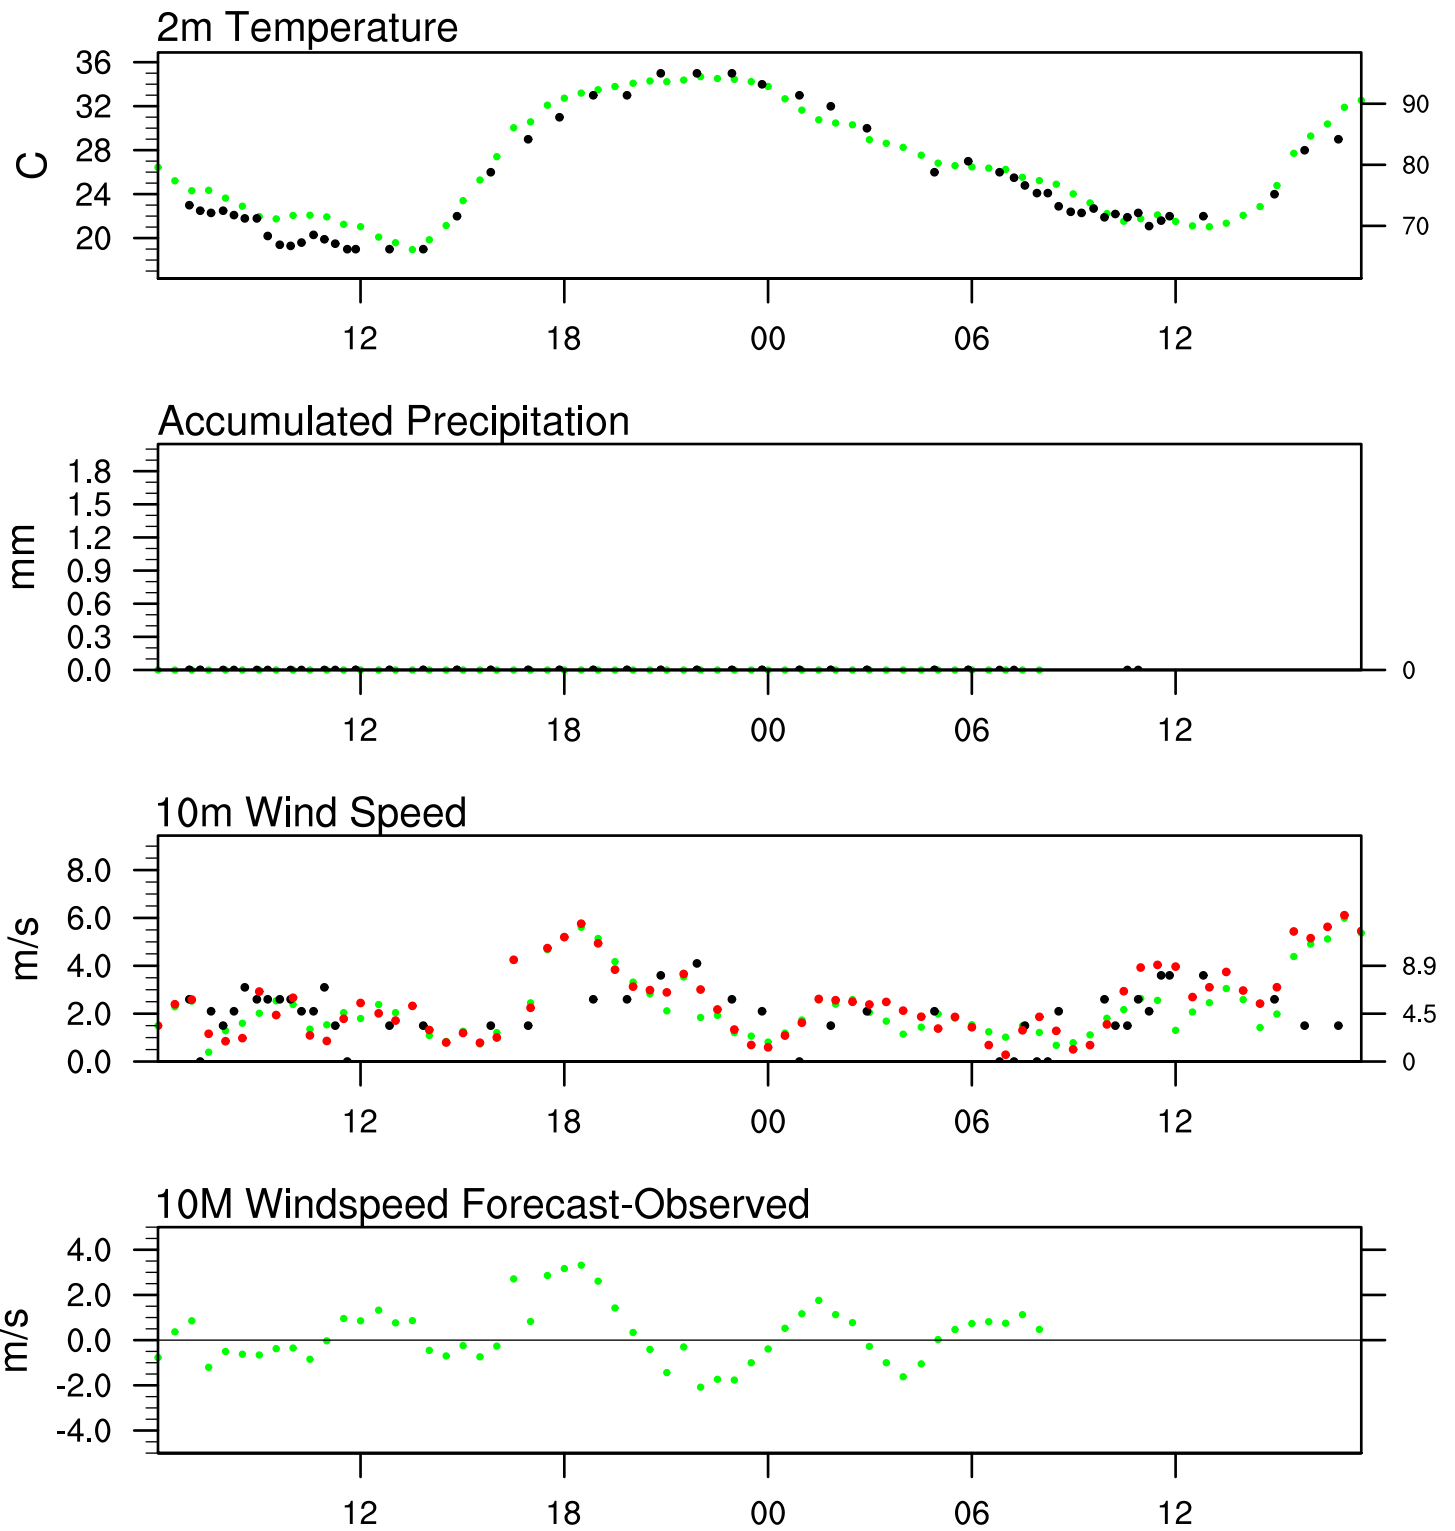 2m Temperature
36
32
28
24
20
C
90
80
70
12 18 00 06 12
Accumulated Precipitation
1.8
1.5
1.2
0.9
0.6
0.3
0.0
mm
0
12 18 00 06 12
10m Wind Speed
8.0
6.0
4.0
2.0
0.0
m/s
8.9
4.5
0
12 18 00 06 12
10M Windspeed Forecast-Observed
4.0
2.0
0.0
-2.0
-4.0
m/s
12 18 00 06 12